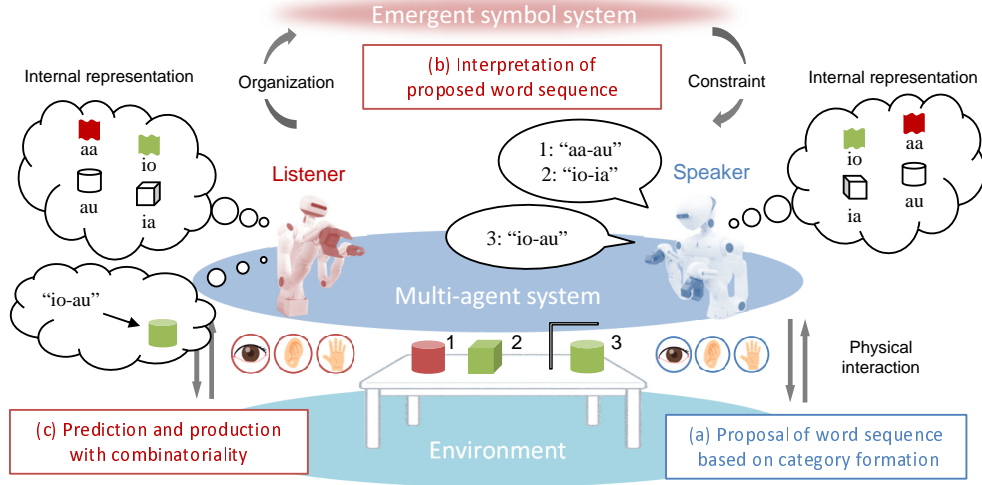 Emergent symbol system
(b) Interpretation of
proposed word sequence
Organization
Constraint
Internal representation
aa
io
au
ia
Internal representation
io
aa
ia
au
Listener
Speaker
1: “aa-au”
2: “io-ia”
3: “io-au”
“io-au”
Multi-agent system
1
2
3
Physical
interaction
(c) Prediction and production
with combinatoriality
Environment
(a) Proposal of word sequence
based on category formation